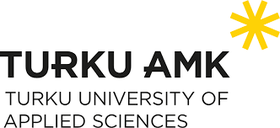 TURKU AMK
TURKU UNIVERSITY OF
APPLIED SCIENCES